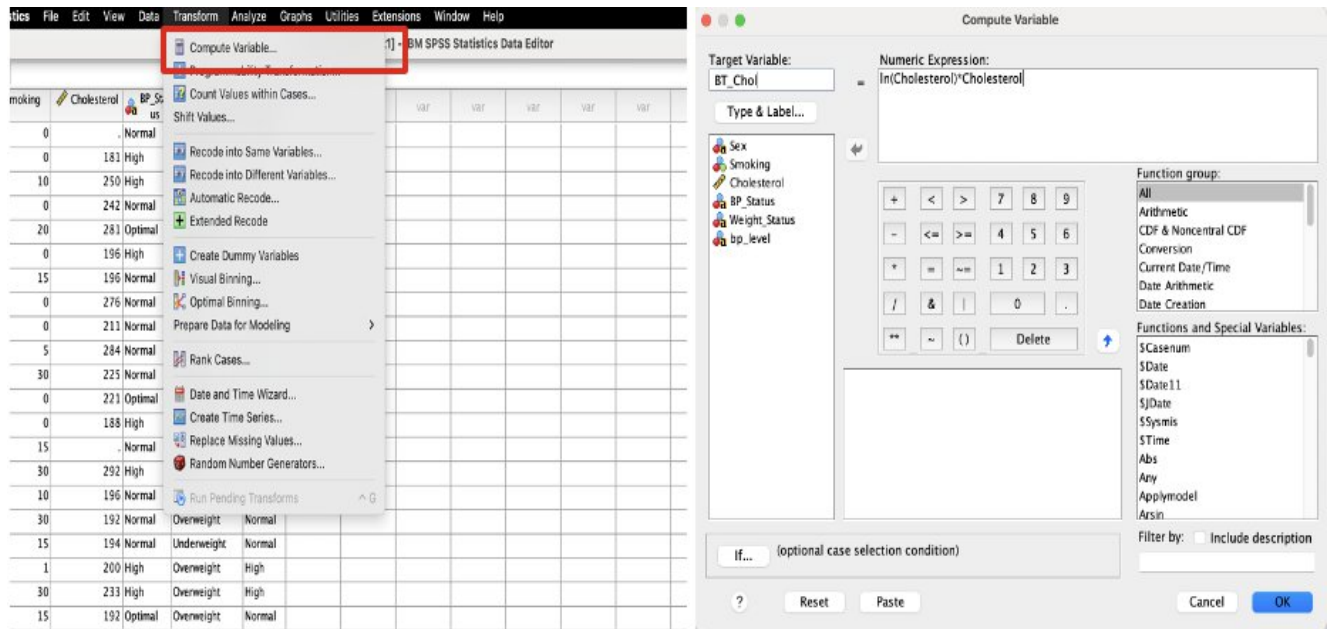 tics File Edit View Data Transform Analyze Graphs Utilities Extensions Window Help
1] - IBM SPSS Statistics Data Editor
Compute Variable...
Programmability Transformation...
Count Values within Cases...
Shift Values...
Recode into Same Variables...
Recode into Different Variables...
Automatic Recode...
Extended Recode
Create Dummy Variables
Visual Binning...
Optimal Binning...
Prepare Data for Modeling >
Rank Cases...
Date and Time Wizard...
Create Time Series...
Replace Missing Values...
Random Number Generators...
Run Pending Transforms ^ G
moking Cholesterol BP_St us var var var var var
0 . Normal
0 181 High
10 250 High
0 242 Normal
20 281 Optimal
0 196 High
15 196 Normal
0 276 Normal
0 211 Normal
5 284 Normal
30 225 Normal
0 221 Optimal
0 188 High
15 . Normal
30 292 High
10 196 Normal
30 192 Normal Overweight Normal
15 194 Normal Underweight Normal
1 200 High Overweight High
30 233 High Overweight High
15 192 Optimal Overweight Normal
Compute Variable
Target Variable:
BT_Chol
Type & Label...
=
Numeric Expression:
ln(Cholesterol)*Cholesterol
Sex
Smoking
Cholesterol
BP_Status
Weight_Status
bp_level
+ < > 7 8 9
- <= >= 4 5 6
* = ~= 1 2 3
/ & | 0 .
** ~ () Delete
Function group:
All
Arithmetic
CDF & Noncentral CDF
Conversion
Current Date/Time
Date Arithmetic
Date Creation
Functions and Special Variables:
$Casenum
$Date
$Date11
$JDate
$Sysmis
$Time
Abs
Any
Applymodel
Arsin
If... (optional case selection condition)
Filter by: Include description
? Reset Paste Cancel OK